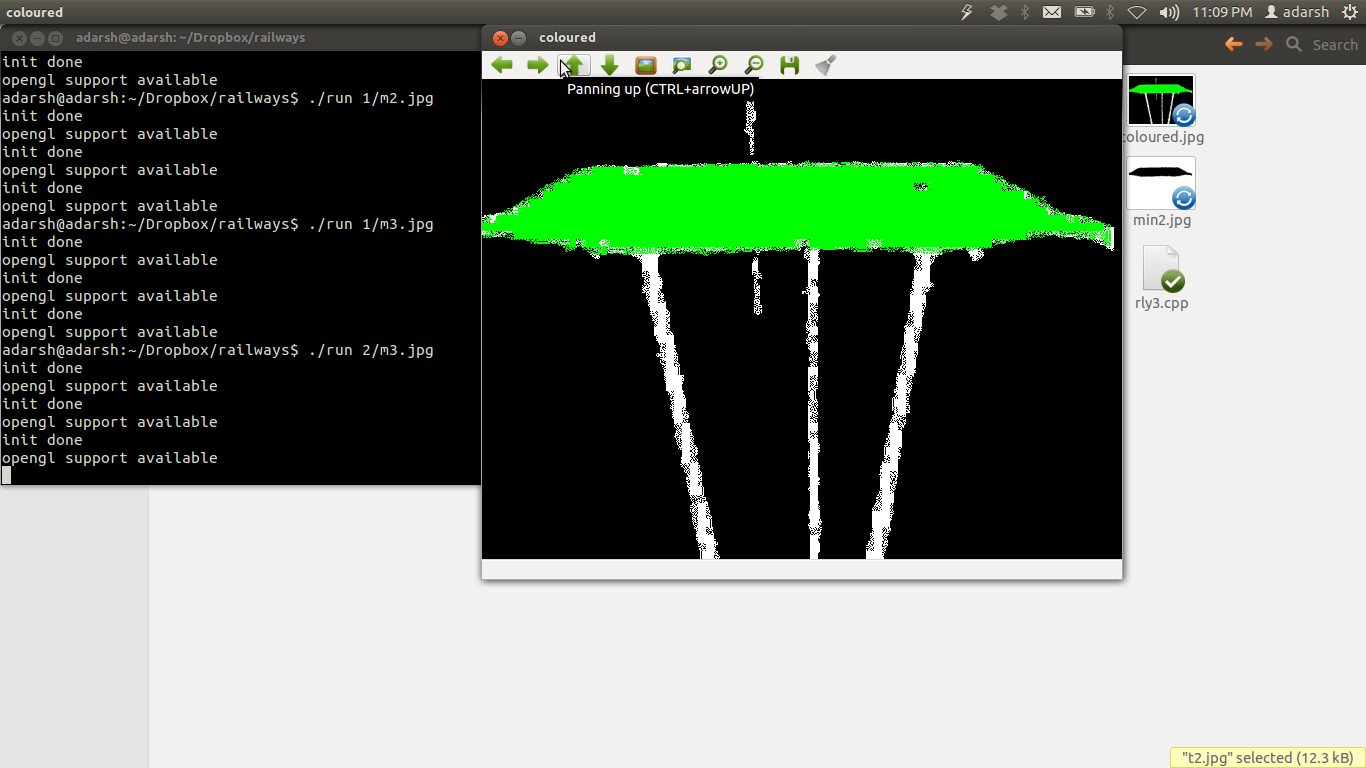 coloured
11:09 PM
adarsh
adarsh@adarsh: ~/Dropbox/railways
init done
opengl support available
adarsh@adarsh:~/Dropbox/railways$ ./run 1/m2.jpg
init done
opengl support available
init done
opengl support available
init done
opengl support available
adarsh@adarsh:~/Dropbox/railways$ ./run 1/m3.jpg
init done
opengl support available
init done
opengl support available
init done
opengl support available
adarsh@adarsh:~/Dropbox/railways$ ./run 2/m3.jpg
init done
opengl support available
init done
opengl support available
init done
opengl support available
coloured
Panning up (CTRL+arrowUP)
Search
coloured.jpg
min2.jpg
rly3.cpp
"t2.jpg" selected (12.3 kB)